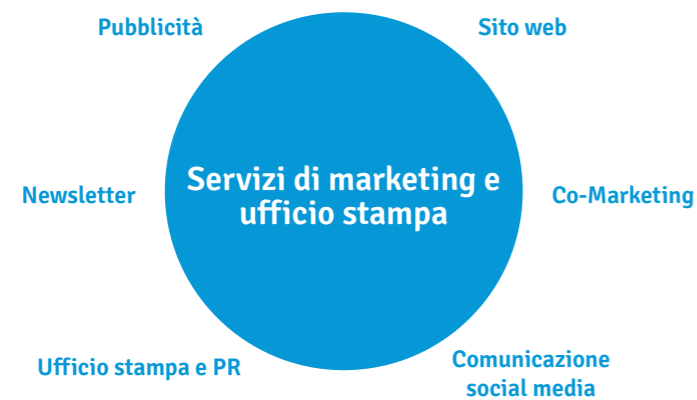 Pubblicità
Sito web
Servizi di marketing e
ufficio stampa
Newsletter
Co-Marketing
Ufficio stampa e PR
Comunicazione
social media